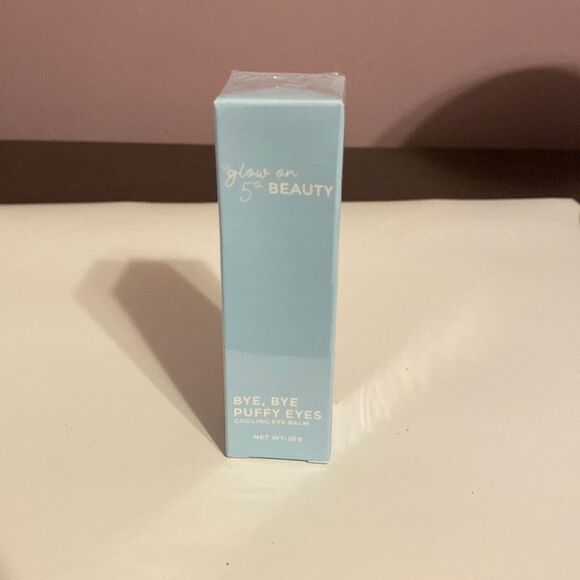 glow on
5th BEAUTY
BYE, BYE
PUFFY EYES
COOLING EYE BALM
NET WT: